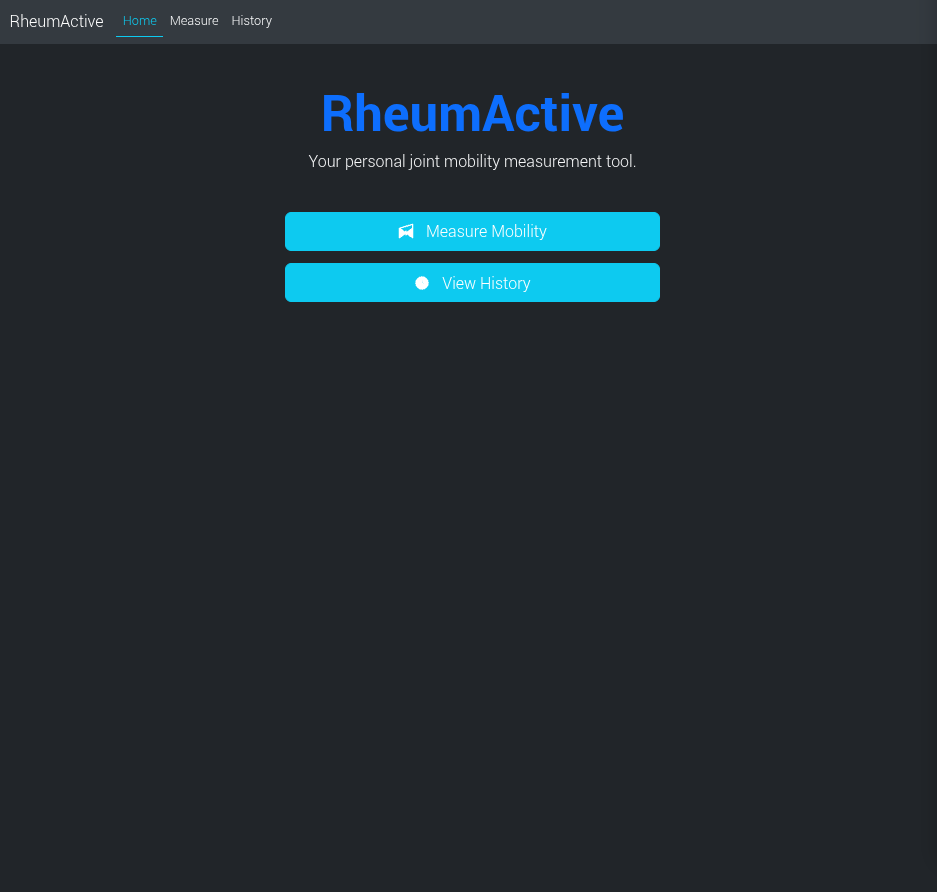 RheumActive Home Measure History
RheumActive
Your personal joint mobility measurement tool.
Measure Mobility
View History